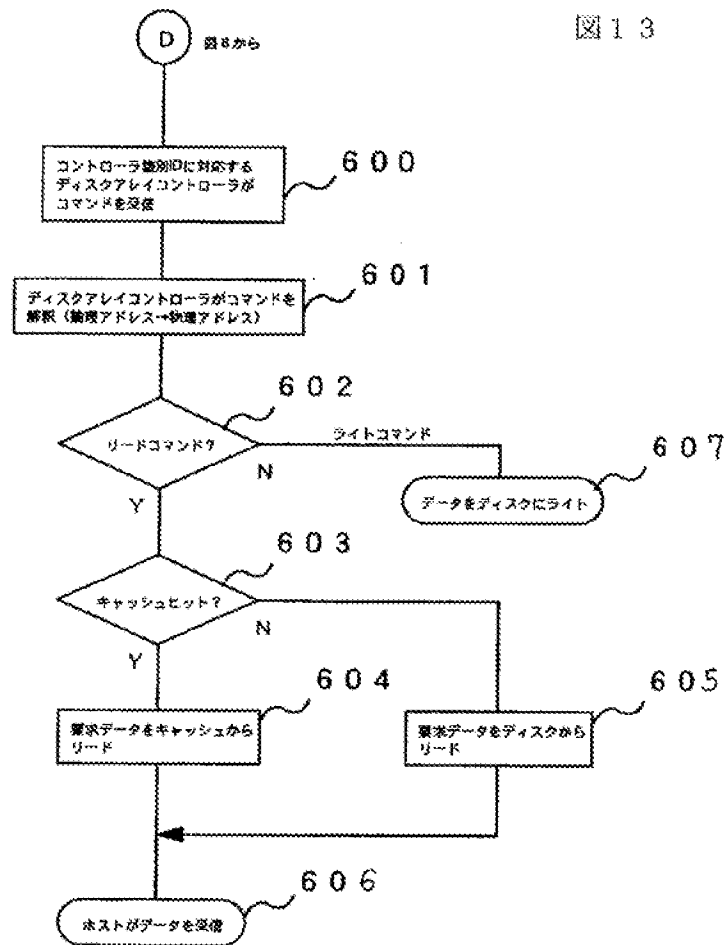 図13
D
図8から
コントローラ識別IDに対応する
ディスクアレイコントローラが
コマンドを受信
600
ディスクアレイコントローラがコマンドを
解釈（論理アドレス→物理アドレス）
601
リードコマンド？
602
ライトコマンド
N
Y
データをディスクにライト
607
キャッシュヒット？
603
N
Y
要求データをキャッシュから
リード
604
要求データをディスクから
リード
605
ホストがデータを受信
606